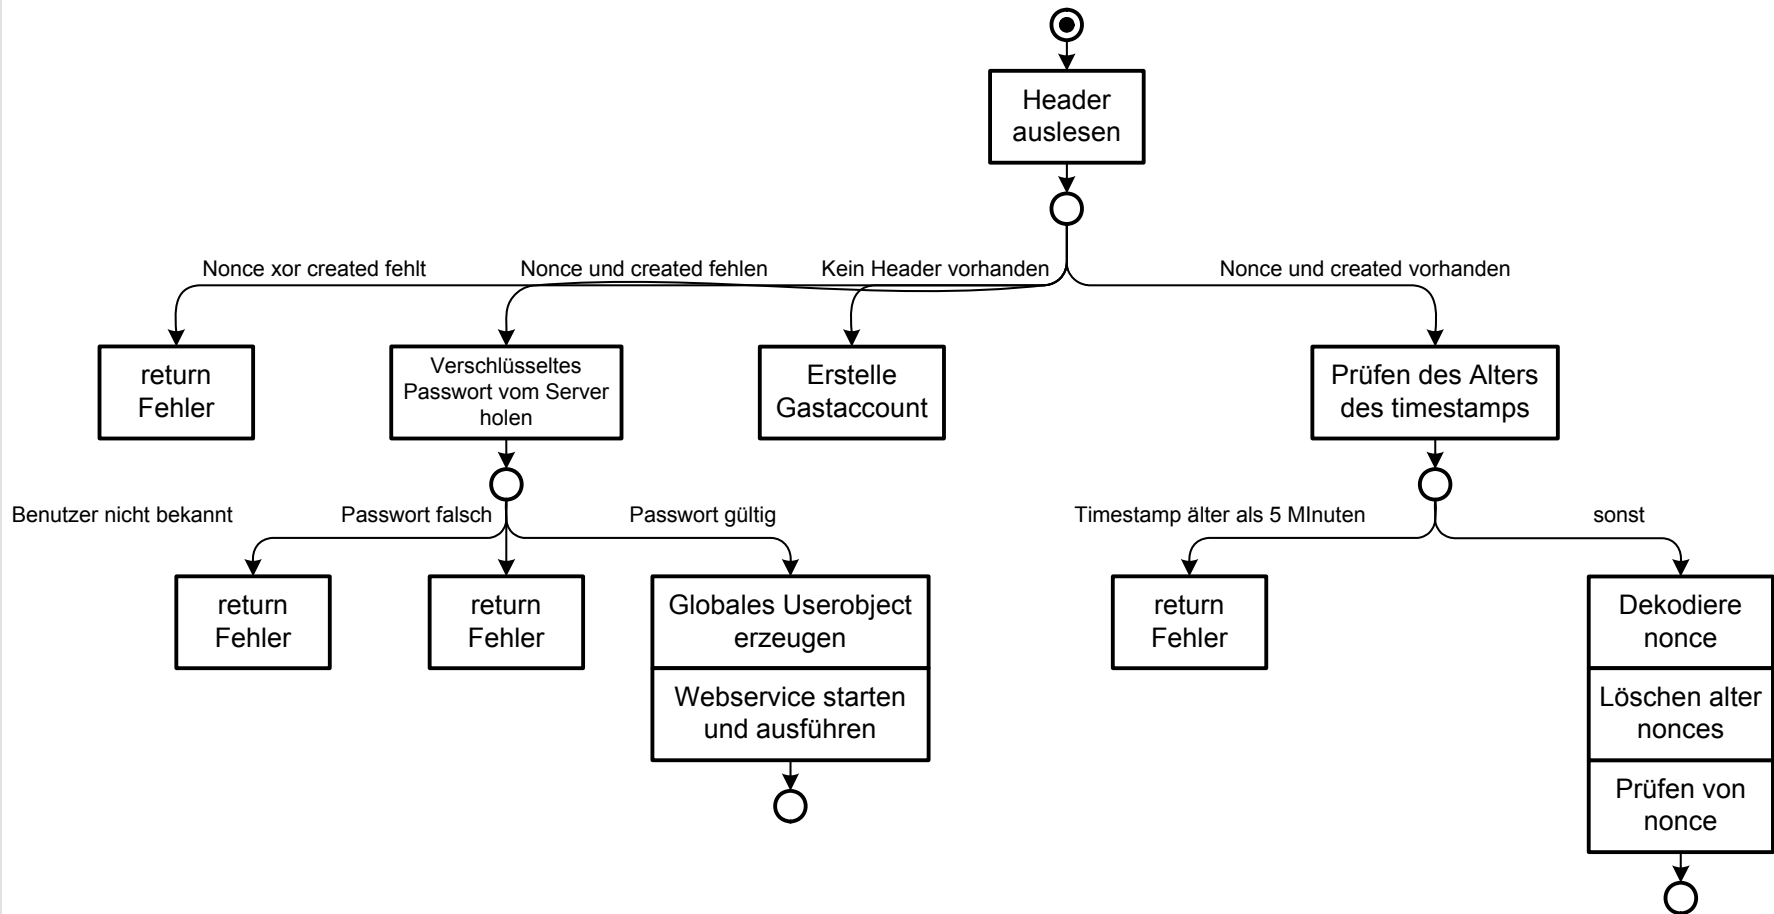 Header
auslesen
Nonce xor created fehlt
Nonce und created fehlen
Kein Header vorhanden
Nonce und created vorhanden
return
Fehler
Verschlüsseltes
Passwort vom Server
holen
Erstelle
Gastaccount
Prüfen des Alters
des timestamps
Benutzer nicht bekannt
Passwort falsch
Passwort gültig
Timestamp älter als 5 MInuten
sonst
return
Fehler
return
Fehler
Globales Userobject
erzeugen
Webservice starten
und ausführen
return
Fehler
Dekodiere
nonce
Löschen alter
nonces
Prüfen von
nonce